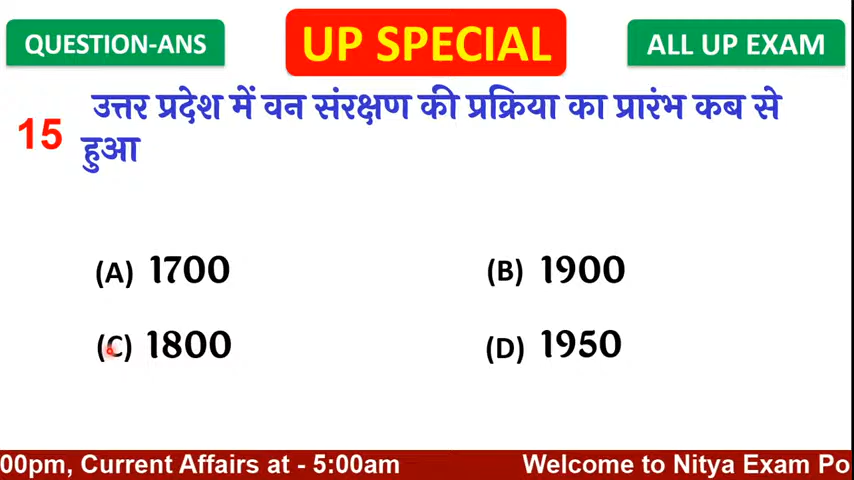 QUESTION-ANS
UP SPECIAL
ALL UP EXAM
15
उत्तर प्रदेश में वन संरक्षण की प्रक्रिया का प्रारंभ कब से
हुआ
(A) 1700
(B) 1900
(C) 1800
(D) 1950
00pm, Current Affairs at - 5:00am Welcome to Nitya Exam Po